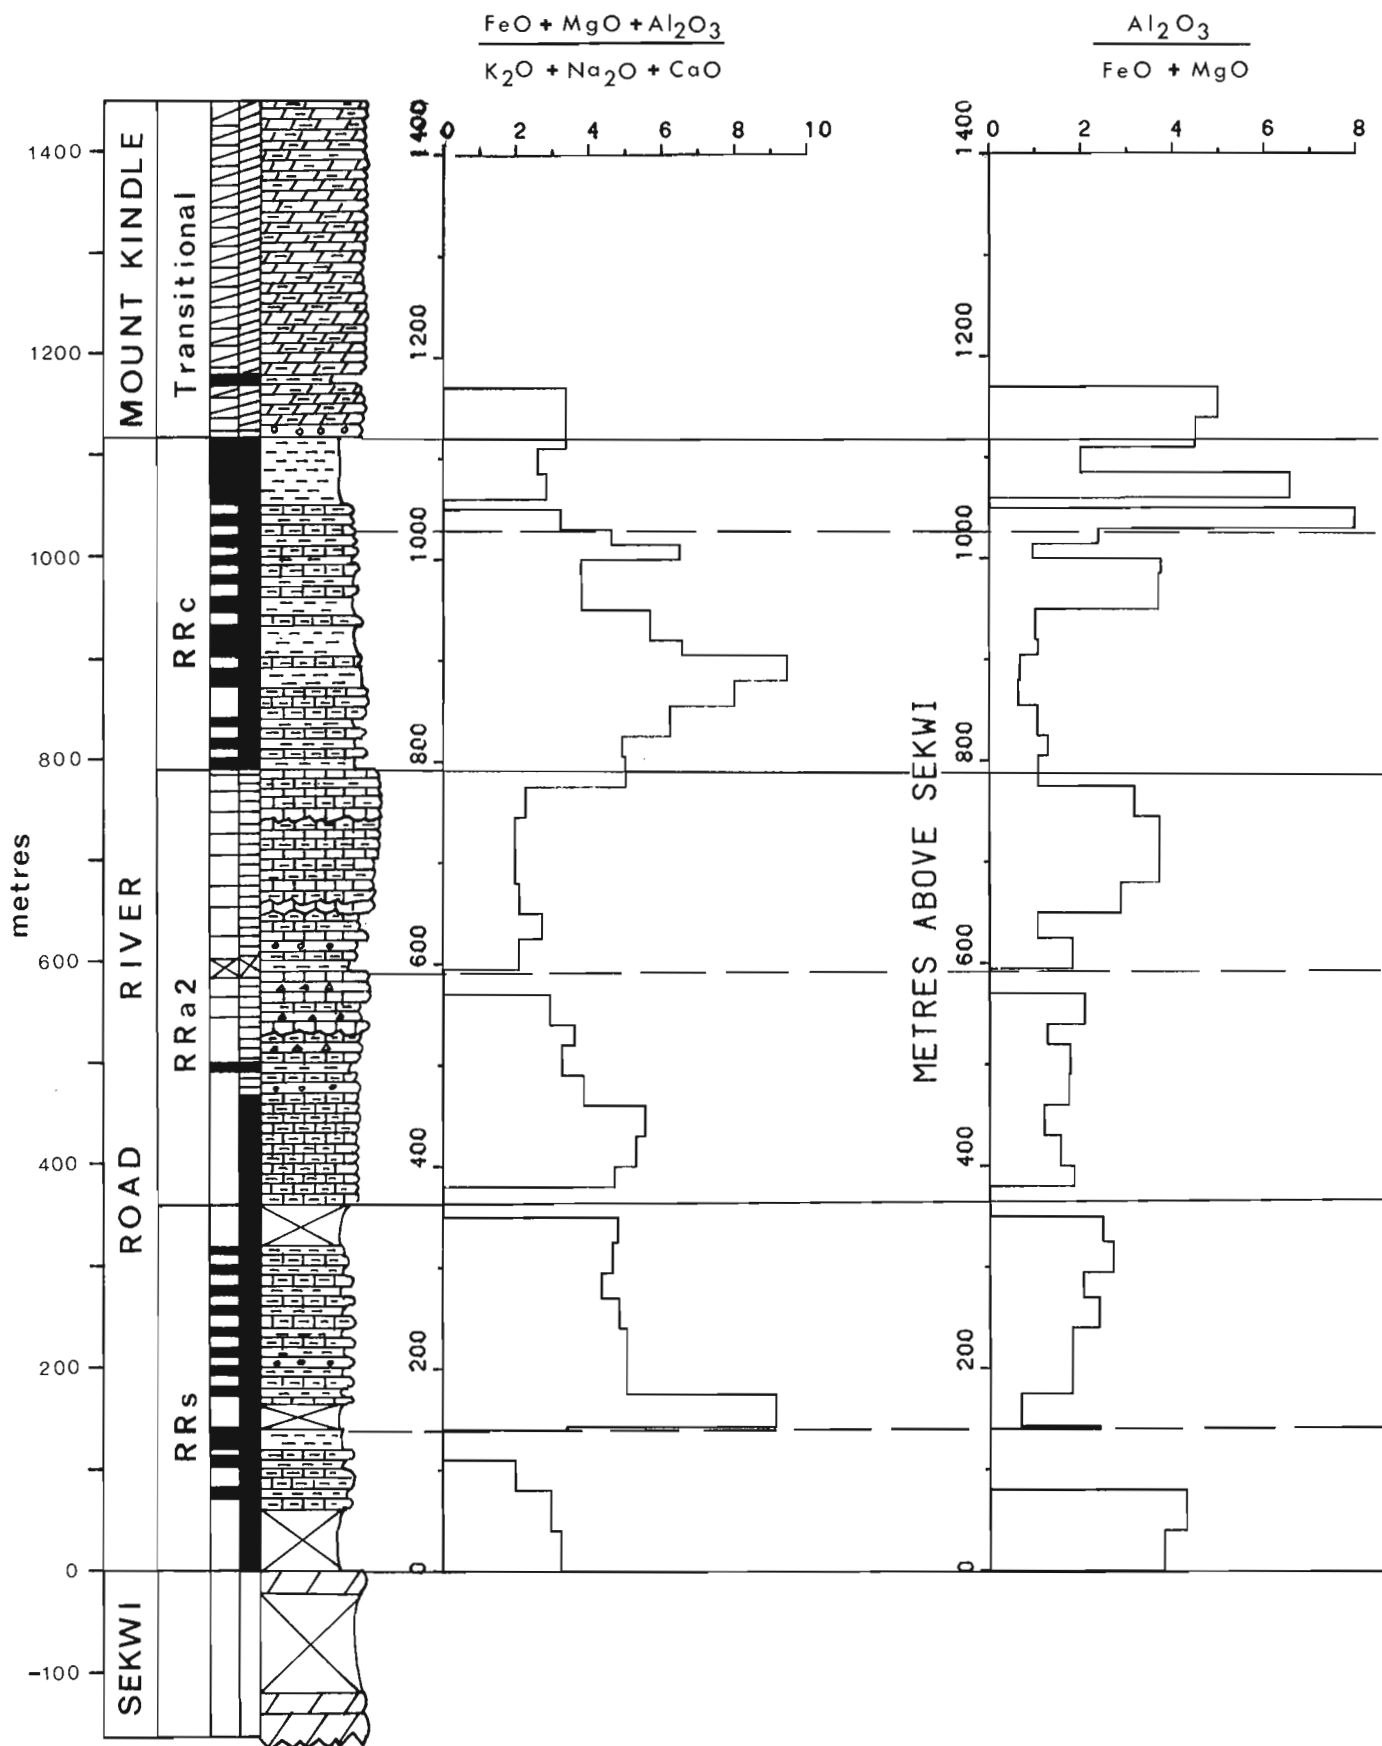 FeO + MgO + Al₂O₃
K₂O + Na₂O + CaO
Al₂O₃
FeO + MgO
0 2 4 6 8 10
0 2 4 6 8
metres
1400
1200
1000
800
600
400
200
0
-100
MOUNT KINDLE
ROAD RIVER
SEKWI
Transitional
RRc
RRa2
RRs
1400
1200
1000
800
600
400
200
0
METRES ABOVE SEKWI
1400
1200
1000
800
600
400
200
0